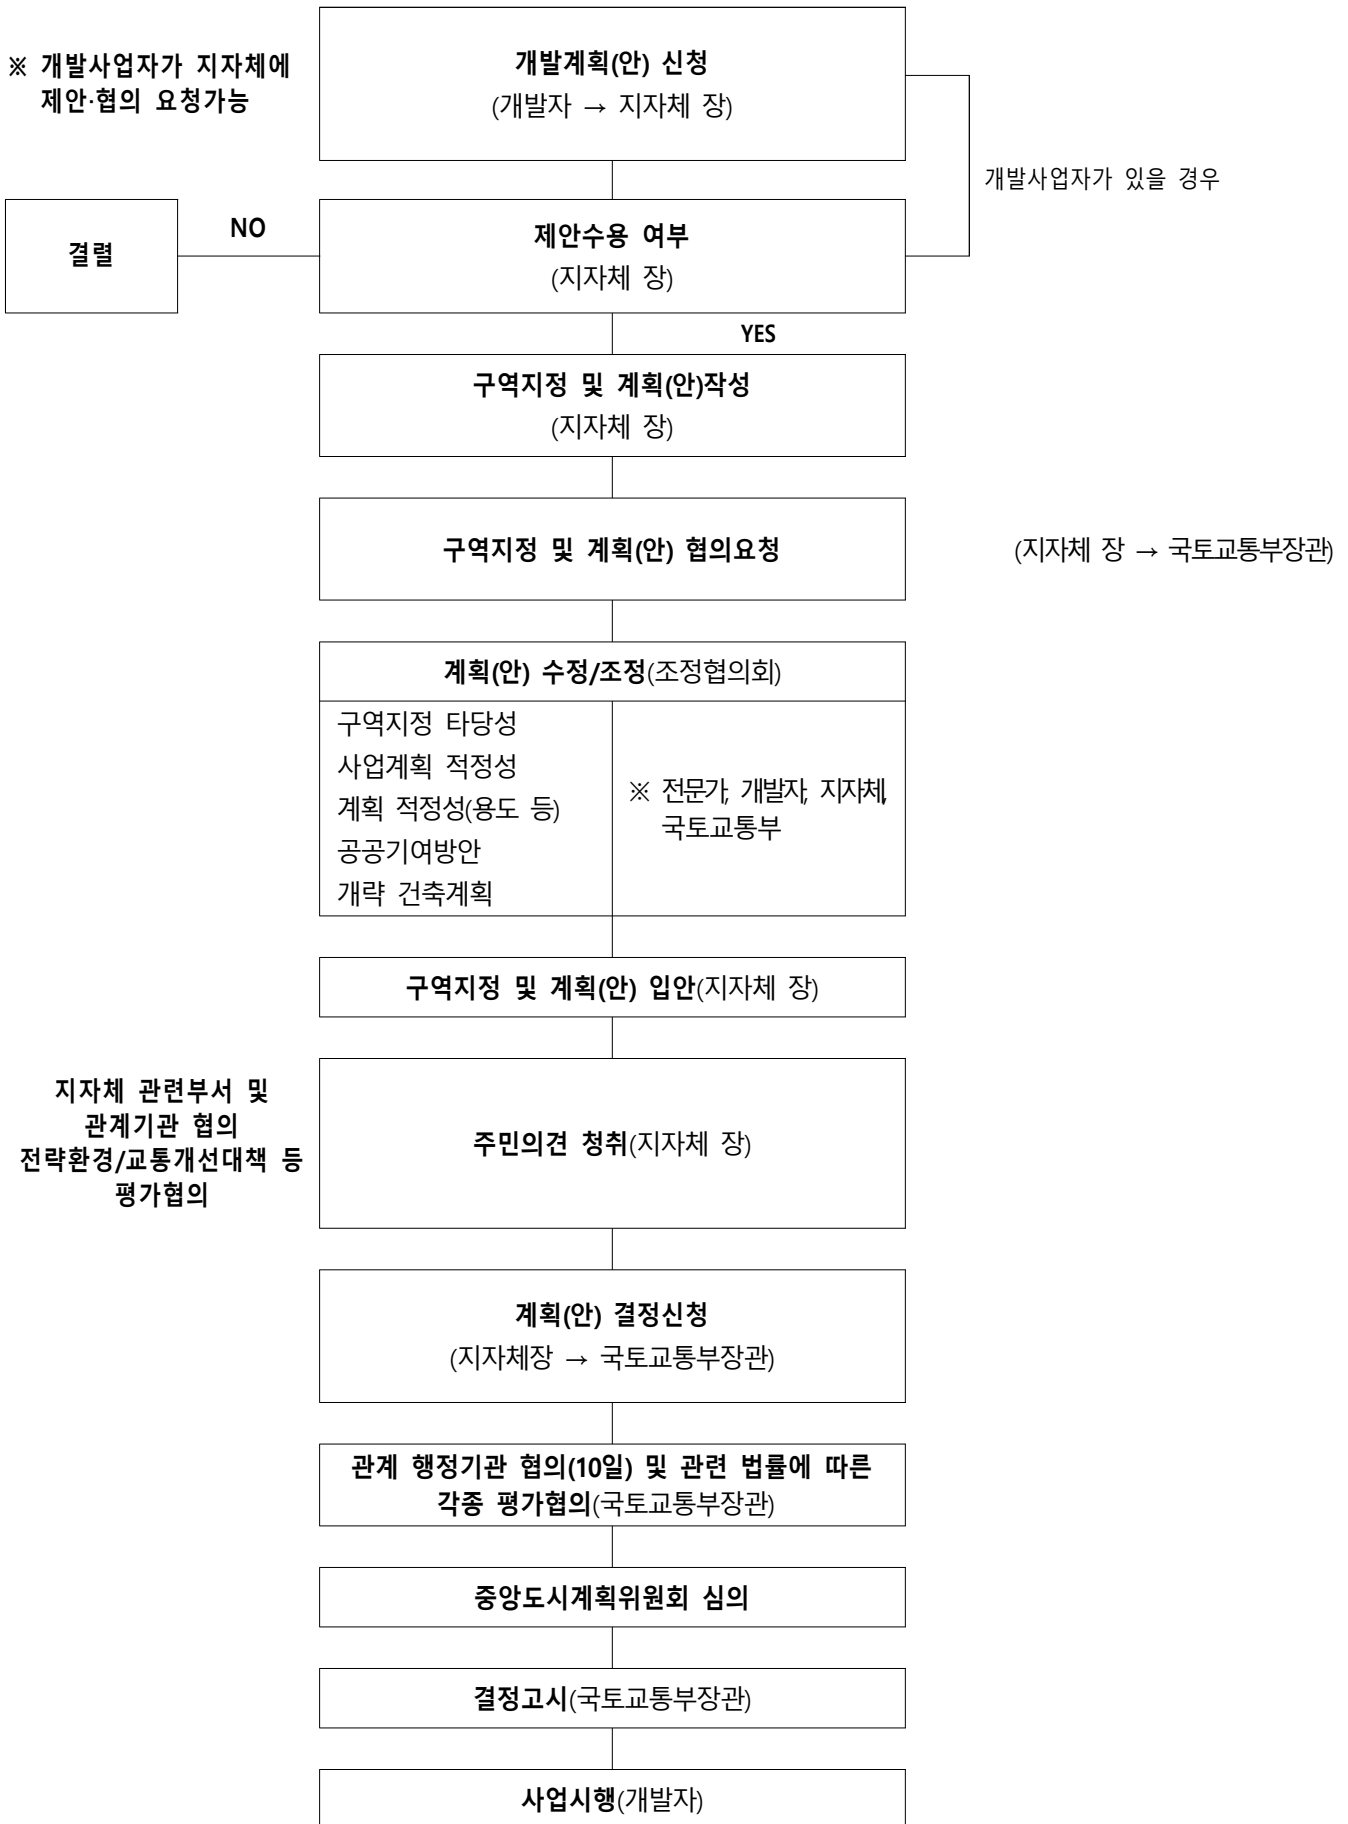 ※ 개발사업자가 지자체에
제안·협의 요청가능
개발계획(안) 신청
(개발자 → 지자체 장)
개발사업자가 있을 경우
결렬
NO
제안수용 여부
(지자체 장)
YES
구역지정 및 계획(안)작성
(지자체 장)
구역지정 및 계획(안) 협의요청
(지자체 장 → 국토교통부장관)
계획(안) 수정/조정(조정협의회)
구역지정 타당성
사업계획 적정성
계획 적정성(용도 등)
공공기여방안
개략 건축계획
※ 전문가, 개발자, 지자체,
국토교통부
구역지정 및 계획(안) 입안(지자체 장)
지자체 관련부서 및
관계기관 협의
전략환경/교통개선대책 등
평가협의
주민의견 청취(지자체 장)
계획(안) 결정신청
(지자체장 → 국토교통부장관)
관계 행정기관 협의(10일) 및 관련 법률에 따른
각종 평가협의(국토교통부장관)
중앙도시계획위원회 심의
결정고시(국토교통부장관)
사업시행(개발자)